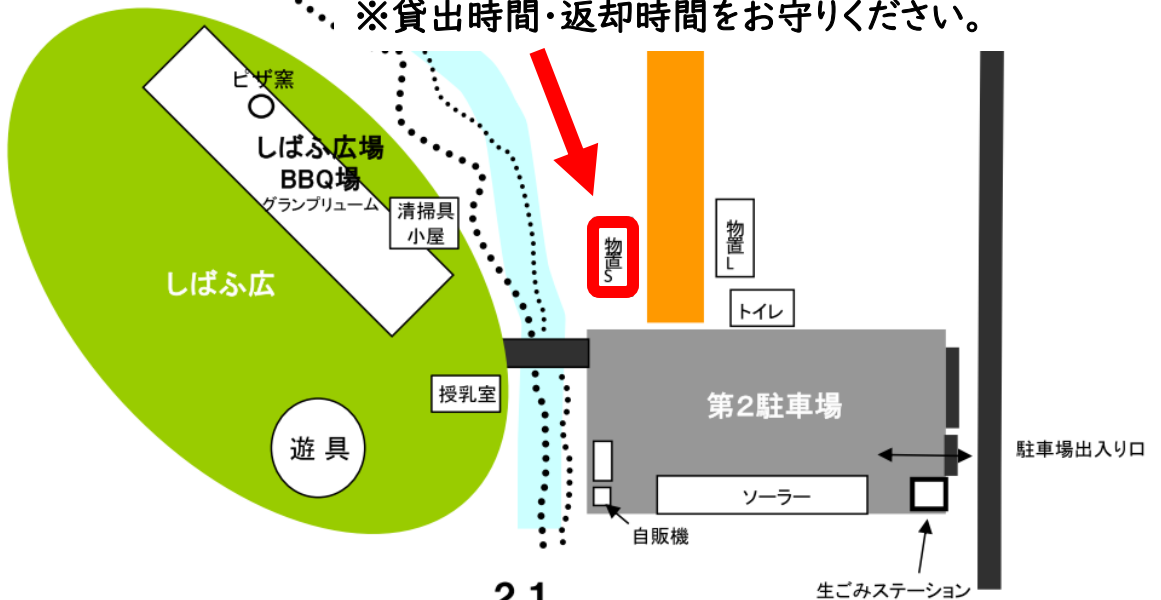 ※貸出時間・返却時間をお守りください。
ピザ窯
しばふ広場
BBQ場
グランプリューム
清掃具
小屋
物置S
物置L
トイレ
しばふ広
授乳室
第2駐車場
遊 具
駐車場出入り口
ソーラー
自販機
生ごみステーション
21